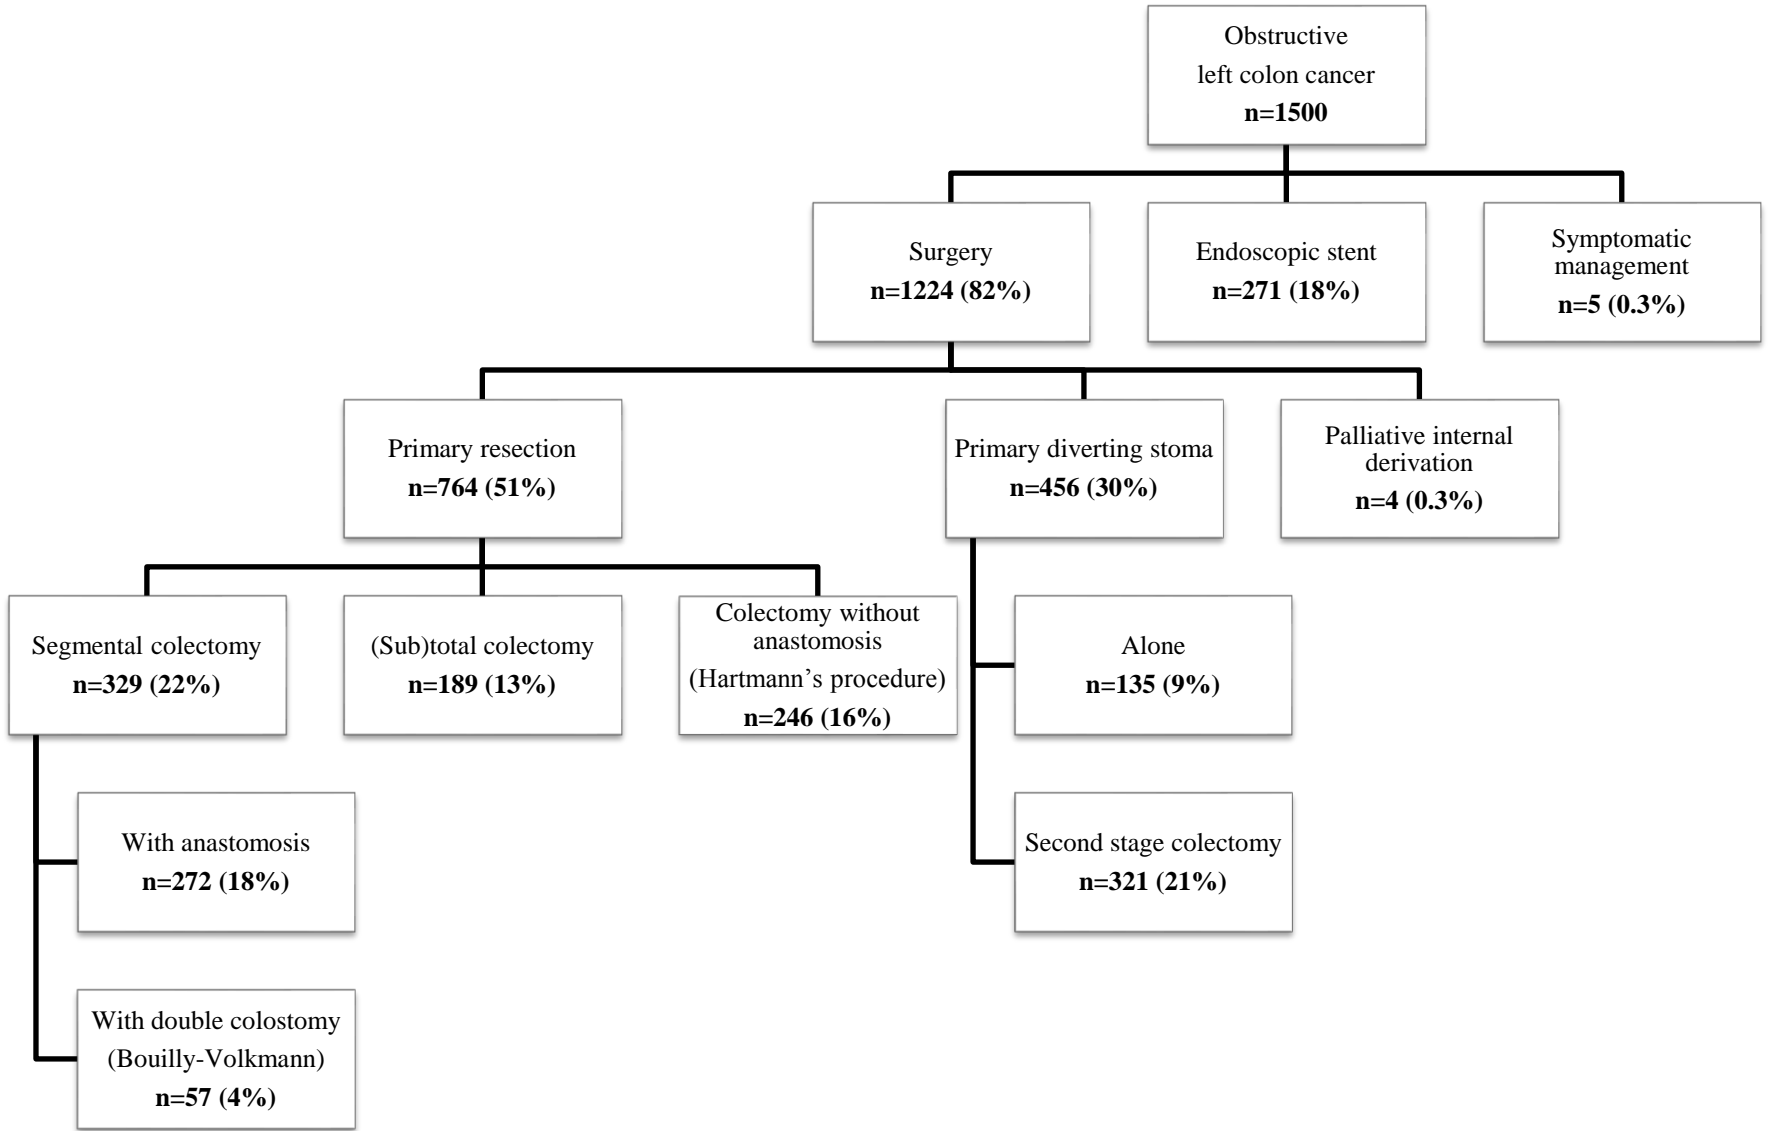 Obstructive
left colon cancer
n=1500
Surgery
n=1224 (82%)
Endoscopic stent
n=271 (18%)
Symptomatic
management
n=5 (0.3%)
Primary resection
n=764 (51%)
Primary diverting stoma
n=456 (30%)
Palliative internal
derivation
n=4 (0.3%)
Segmental colectomy
n=329 (22%)
(Sub)total colectomy
n=189 (13%)
Colectomy without
anastomosis
(Hartmann’s procedure)
n=246 (16%)
Alone
n=135 (9%)
With anastomosis
n=272 (18%)
Second stage colectomy
n=321 (21%)
With double colostomy
(Bouilly-Volkmann)
n=57 (4%)